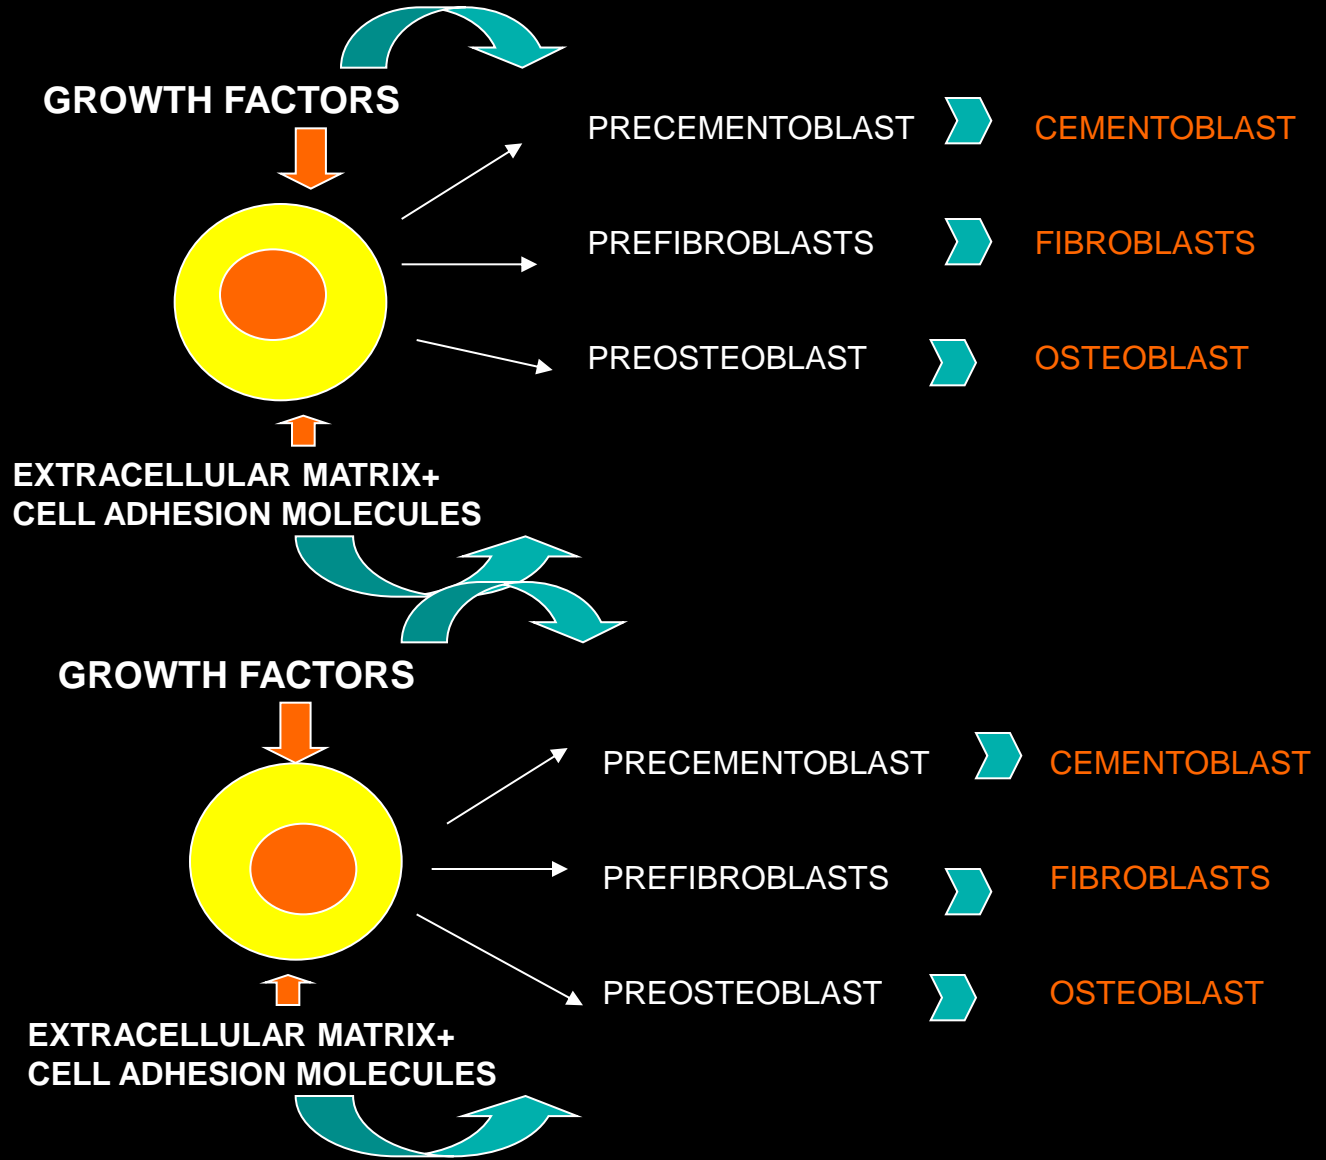 GROWTH FACTORS
PRECEMENTOBLAST CEMENTOBLAST
PREFIBROBLASTS FIBROBLASTS
PREOSTEOBLAST OSTEOBLAST
EXTRACELLULAR MATRIX+
CELL ADHESION MOLECULES
GROWTH FACTORS
PRECEMENTOBLAST CEMENTOBLAST
PREFIBROBLASTS FIBROBLASTS
PREOSTEOBLAST OSTEOBLAST
EXTRACELLULAR MATRIX+
CELL ADHESION MOLECULES